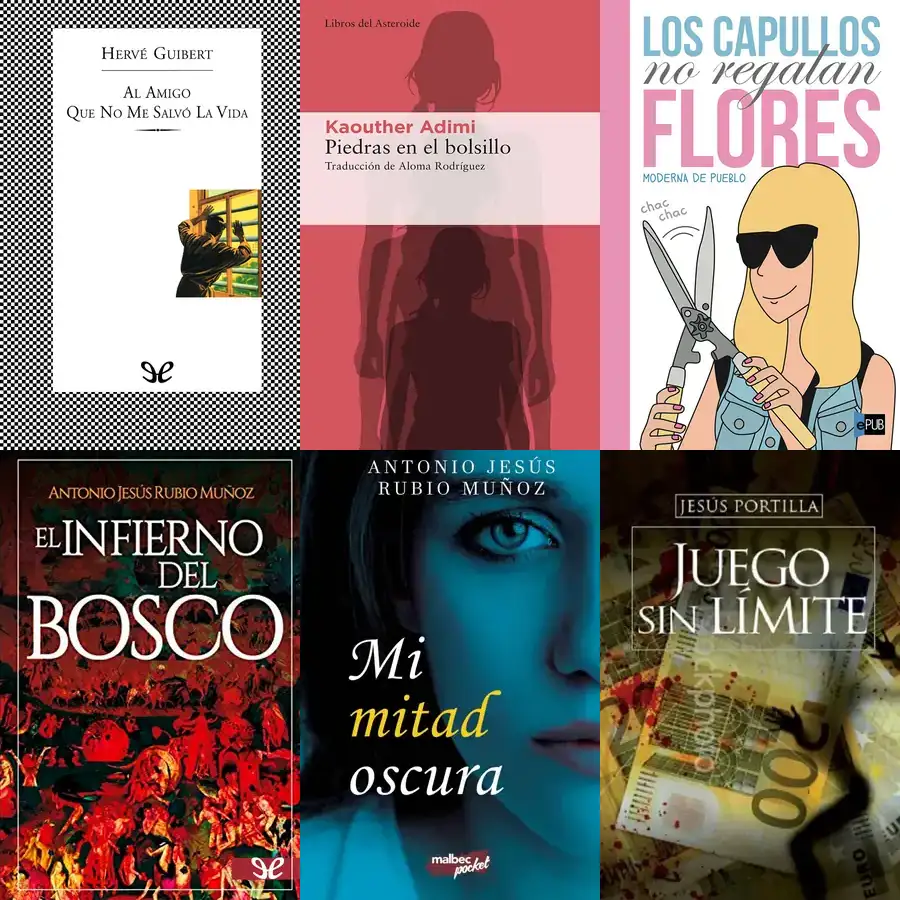 HERVÉ GUIBERT
AL AMIGO
QUE NO ME SALVÓ LA VIDA
Libros del Asteroide
Kaouther Adimi
Piedras en el bolsillo
Traducción de Aloma Rodríguez
LOS CAPULLOS
no regalan
FLORES
MODERNA DE PUEBLO
chac
chac
ePUB
ANTONIO JESÚS RUBIO MUÑOZ
EL INFIERNO
DEL
BOSCO
ANTONIO JESÚS
RUBIO MUÑOZ
Mi
mitad
oscura
malbec
pocket
JESÚS PORTILLA
JUEGO
SIN LÍMITE